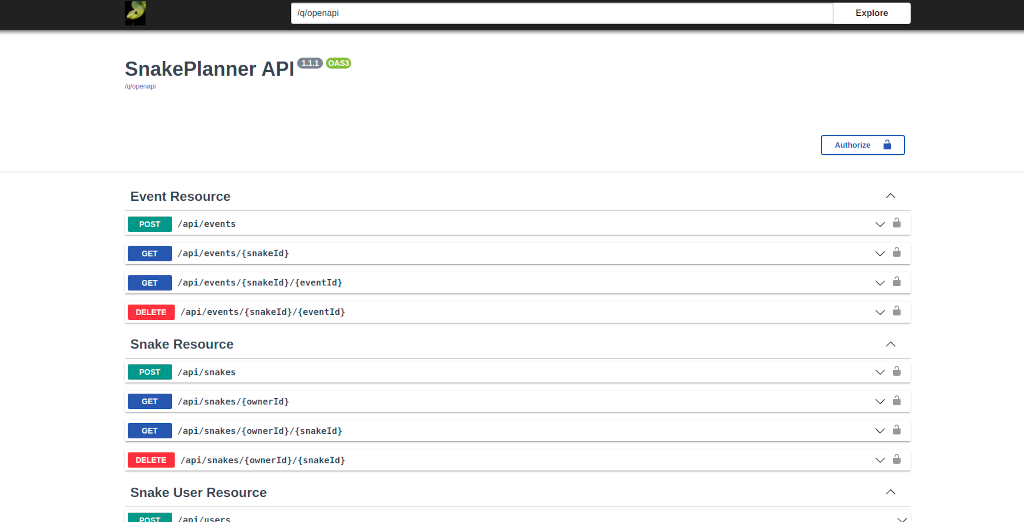 /q/openapi
Explore
SnakePlanner API 1.1.1 OAS3
/q/openapi
Authorize
Event Resource
POST /api/events
GET /api/events/{snakeId}
GET /api/events/{snakeId}/{eventId}
DELETE /api/events/{snakeId}/{eventId}
Snake Resource
POST /api/snakes
GET /api/snakes/{ownerId}
GET /api/snakes/{ownerId}/{snakeId}
DELETE /api/snakes/{ownerId}/{snakeId}
Snake User Resource
POST /api/users